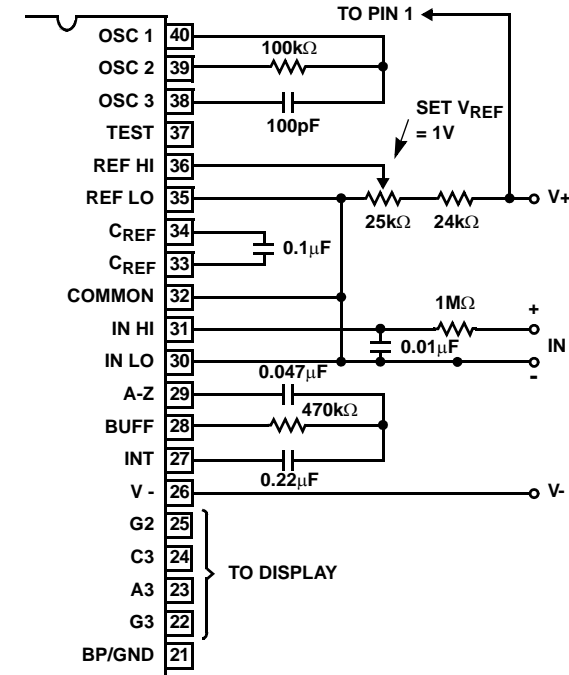 TO PIN 1
OSC 1 40
100kΩ
OSC 2 39
OSC 3 38
100pF
SET VREF
= 1V
TEST 37
REF HI 36
REF LO 35
V+
25kΩ 24kΩ
CREF 34
0.1μF
CREF 33
COMMON 32
1MΩ
+
IN HI 31
0.01μF
IN
IN LO 30
-
0.047μF
A-Z 29
470kΩ
BUFF 28
INT 27
0.22μF
V - 26
V-
G2 25
C3 24
TO DISPLAY
A3 23
G3 22
BP/GND 21